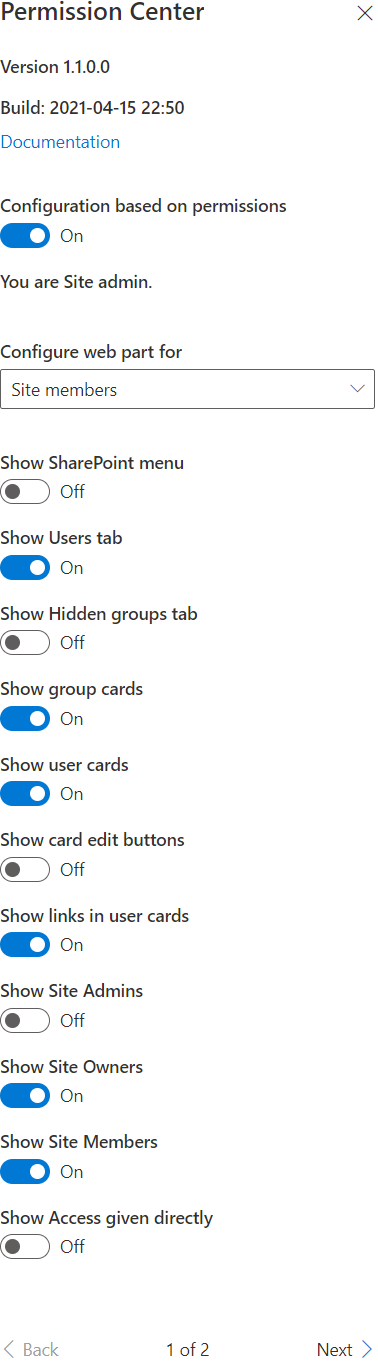 Permission Center
Version 1.1.0.0
Build: 2021-04-15 22:50
Documentation
Configuration based on permissions
On
You are Site admin.
Configure web part for
Site members
Show SharePoint menu
Off
Show Users tab
On
Show Hidden groups tab
Off
Show group cards
On
Show user cards
On
Show card edit buttons
Off
Show links in user cards
On
Show Site Admins
Off
Show Site Owners
On
Show Site Members
On
Show Access given directly
Off
Back 1 of 2 Next